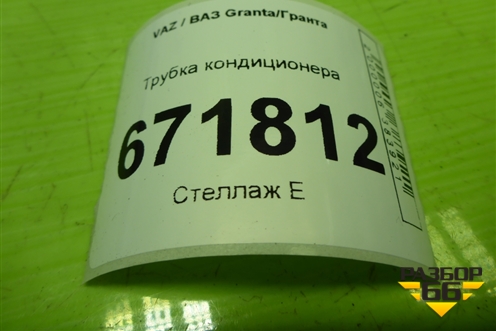 VAZ / ВАЗ Granta/Гранта
Трубка кондиционера
671812
Стеллаж Е
РАЗБОР
66